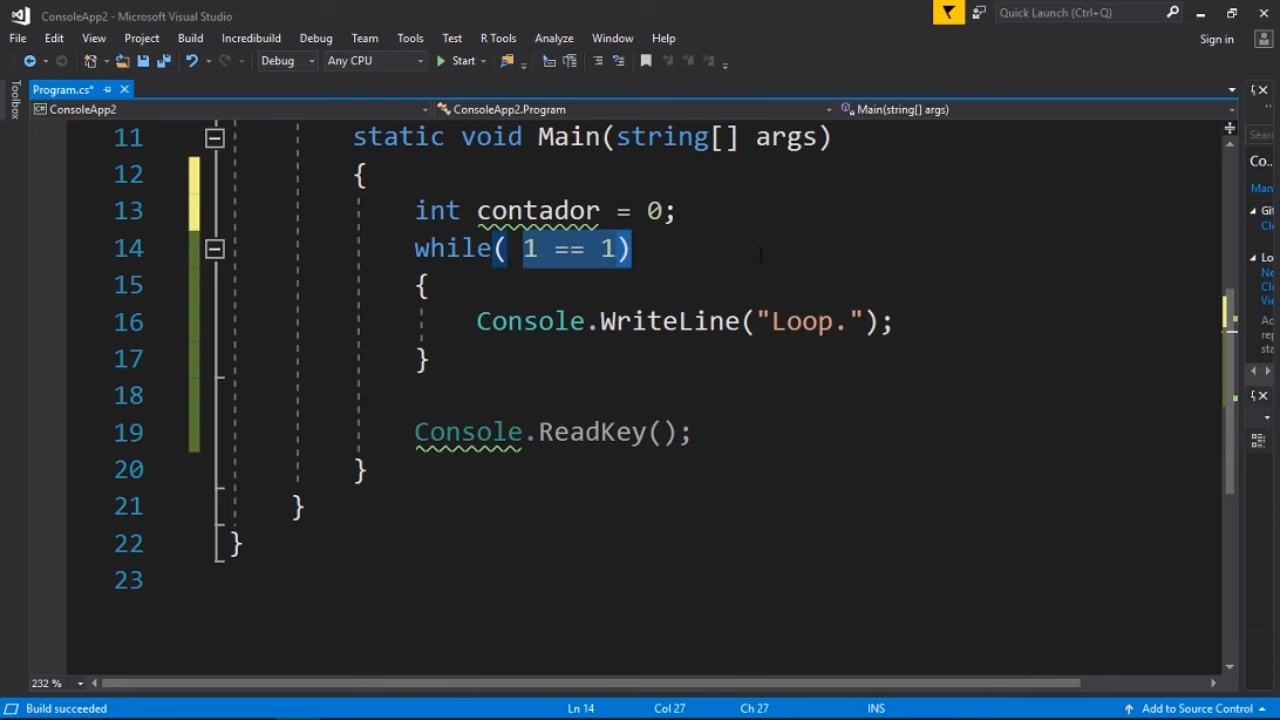 ConsoleApp2 - Microsoft Visual Studio
Quick Launch (Ctrl+Q)
File Edit View Project Build Incredibuild Debug Team Tools Test R Tools Analyze Window Help
Sign in
Debug Any CPU Start
Toolbox
Program.cs*
ConsoleApp2 ConsoleApp2.Program Main(string[] args)
11 static void Main(string[] args)
12 {
13 int contador = 0;
14 while( 1 == 1)
15 {
16 Console.WriteLine("Loop.");
17 }
18
19 Console.ReadKey();
20 }
21 }
22 }
23
Co...
Man
232 %
Build succeeded Ln 14 Col 27 Ch 27 INS Add to Source Control